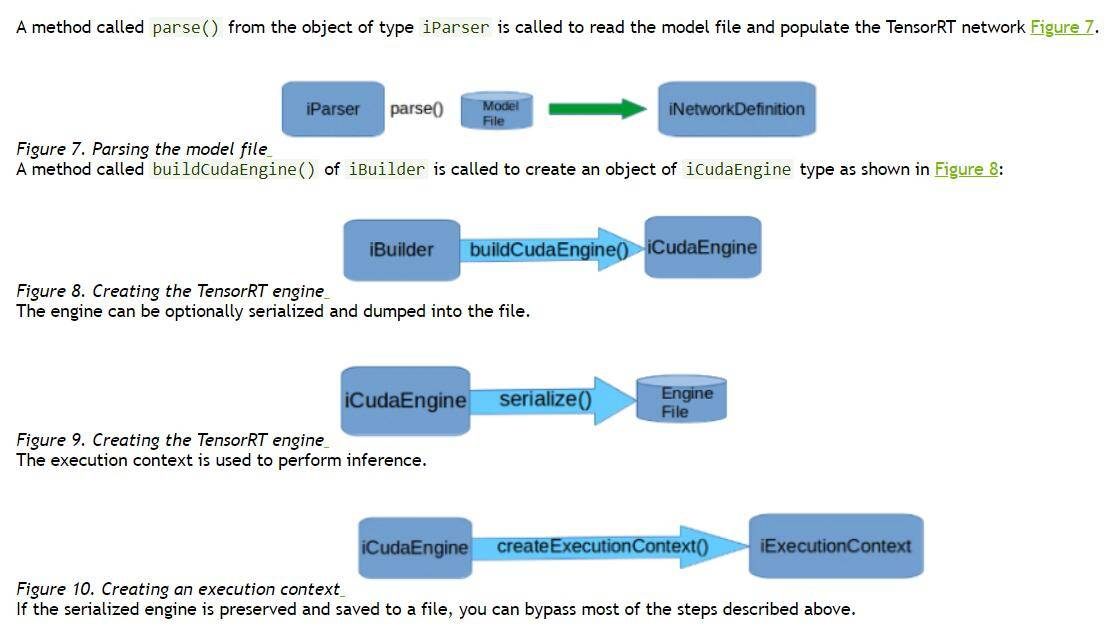 A method called parse() from the object of type iParser is called to read the model file and populate the TensorRT network Figure 7.
iParser parse() Model File iNetworkDefinition
Figure 7. Parsing the model file
A method called buildCudaEngine() of iBuilder is called to create an object of iCudaEngine type as shown in Figure 8:
iBuilder buildCudaEngine() iCudaEngine
Figure 8. Creating the TensorRT engine
The engine can be optionally serialized and dumped into the file.
iCudaEngine serialize() Engine File
Figure 9. Creating the TensorRT engine
The execution context is used to perform inference.
iCudaEngine createExecutionContext() iExecutionContext
Figure 10. Creating an execution context
If the serialized engine is preserved and saved to a file, you can bypass most of the steps described above.